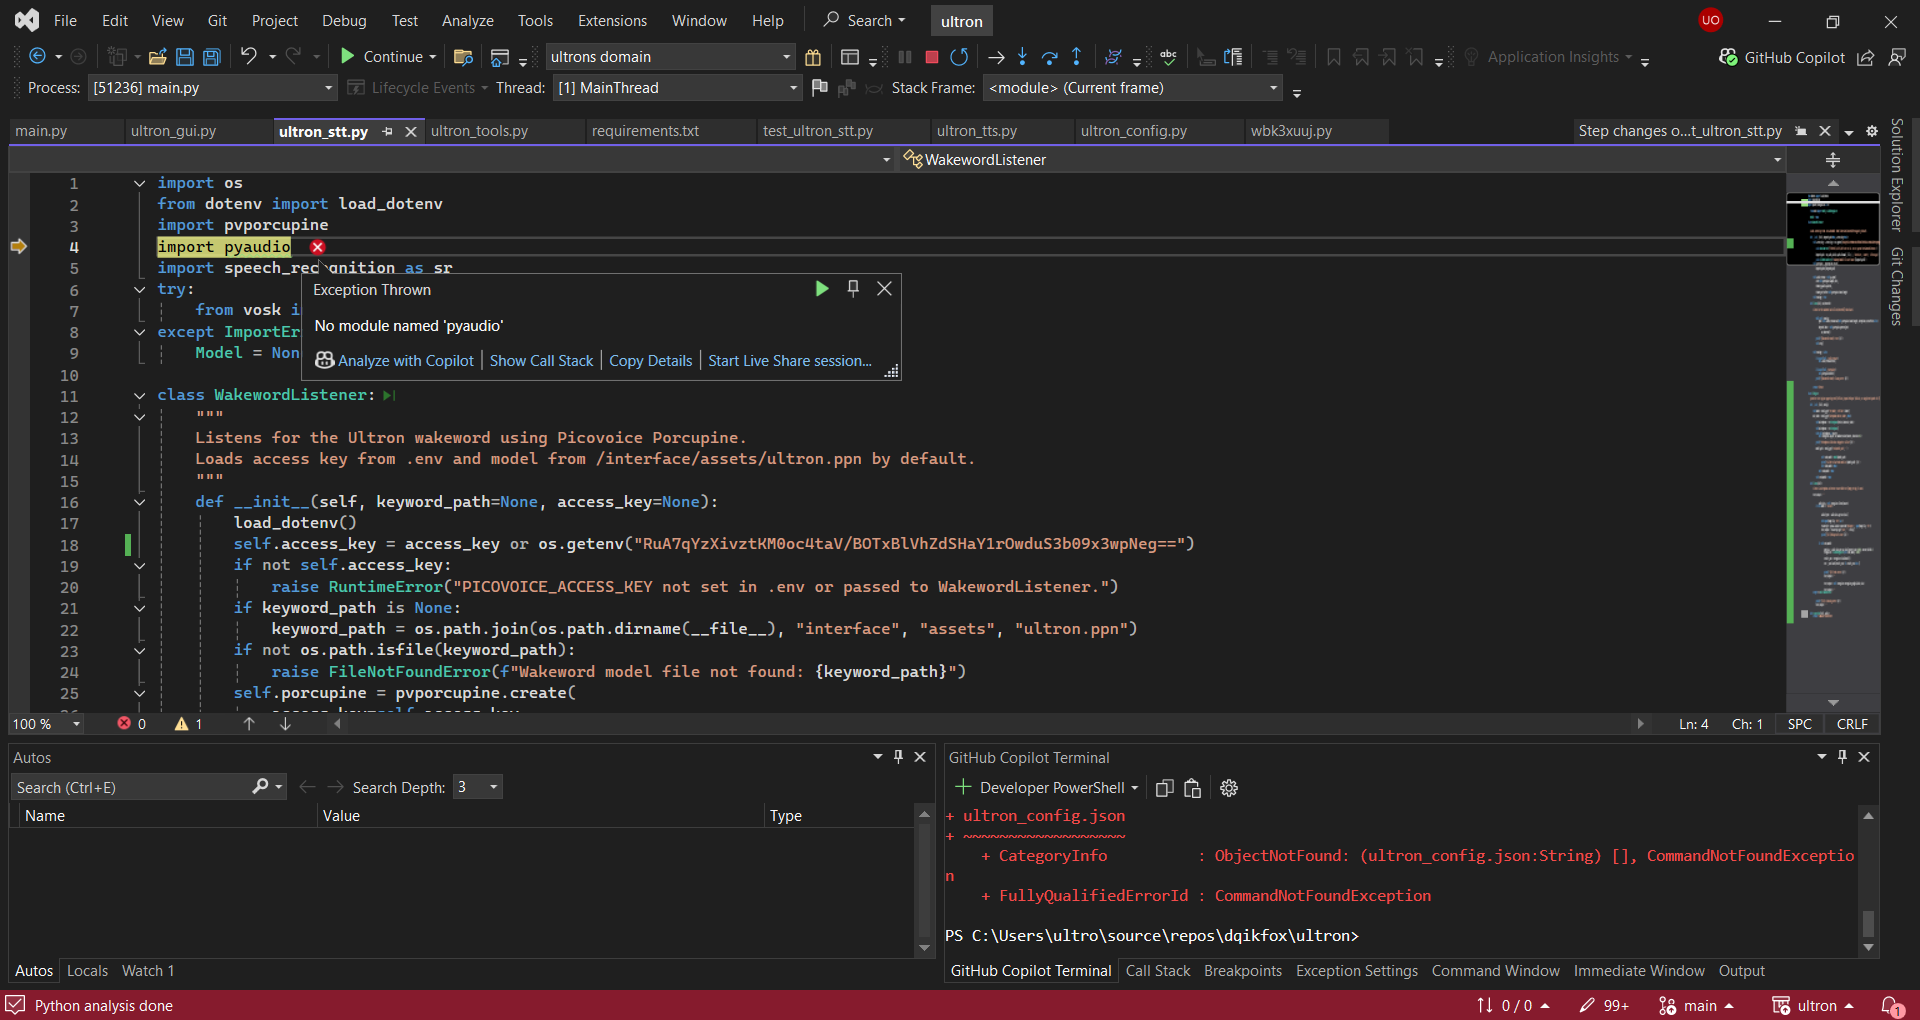 File Edit View Git Project Debug Test Analyze Tools Extensions Window Help Search ultron UO
Continue ultrons domain abc Application Insights GitHub Copilot
Process: [51236] main.py Lifecycle Events Thread: [1] MainThread Stack Frame: <module> (Current frame)
main.py ultron_gui.py ultron_stt.py ultron_tools.py requirements.txt test_ultron_stt.py ultron_tts.py ultron_config.py wbk3xuuj.py Step changes o...t_ultron_stt.py
WakewordListener
Solution Explorer
Git Changes
1 import os
2 from dotenv import load_dotenv
3 import pvporcupine
4 import pyaudio
5 import speech_recognition as sr
6 try:
7 from vosk i
8 except ImportEr
9 Model = Non
10
11 class WakewordListener:
12 """
13 Listens for the Ultron wakeword using Picovoice Porcupine.
14 Loads access key from .env and model from /interface/assets/ultron.ppn by default.
15 """
16 def __init__(self, keyword_path=None, access_key=None):
17 load_dotenv()
18 self.access_key = access_key or os.getenv("RuA7qYzXivztKM0oc4taV/BOTxBlVhZdSHaY1rOwduS3b09x3wpNeg==")
19 if not self.access_key:
20 raise RuntimeError("PICOVOICE_ACCESS_KEY not set in .env or passed to WakewordListener.")
21 if keyword_path is None:
22 keyword_path = os.path.join(os.path.dirname(__file__), "interface", "assets", "ultron.ppn")
23 if not os.path.isfile(keyword_path):
24 raise FileNotFoundError(f"Wakeword model file not found: {keyword_path}")
25 self.porcupine = pvporcupine.create(
Exception Thrown
No module named 'pyaudio'
Analyze with Copilot Show Call Stack Copy Details Start Live Share session...
100 % 0 1 Ln: 4 Ch: 1 SPC CRLF
Autos
Search (Ctrl+E) Search Depth: 3
Name Value Type
Autos Locals Watch 1
GitHub Copilot Terminal
Developer PowerShell
+ ultron_config.json
+ ~~~~~~~~~~~~~~~~~~
+ CategoryInfo : ObjectNotFound: (ultron_config.json:String) [], CommandNotFoundExceptio
n
+ FullyQualifiedErrorId : CommandNotFoundException
PS C:\Users\ultro\source\repos\dqikfox\ultron>
GitHub Copilot Terminal Call Stack Breakpoints Exception Settings Command Window Immediate Window Output
Python analysis done 0 / 0 99+ main ultron 1